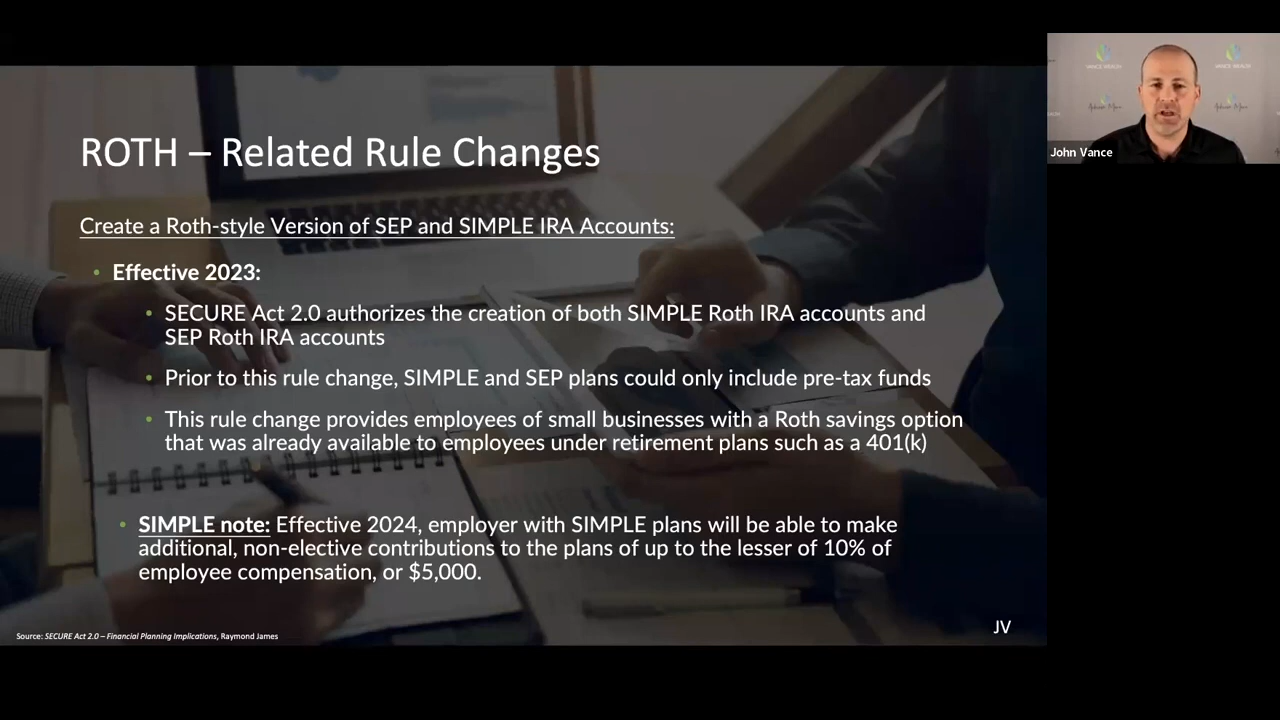 ROTH – Related Rule Changes
Create a Roth-style Version of SEP and SIMPLE IRA Accounts:
• Effective 2023:
• SECURE Act 2.0 authorizes the creation of both SIMPLE Roth IRA accounts and
SEP Roth IRA accounts
• Prior to this rule change, SIMPLE and SEP plans could only include pre-tax funds
• This rule change provides employees of small businesses with a Roth savings option
that was already available to employees under retirement plans such as a 401(k)
• SIMPLE note: Effective 2024, employer with SIMPLE plans will be able to make
additional, non-elective contributions to the plans of up to the lesser of 10% of
employee compensation, or $5,000.
Source: SECURE Act 2.0 – Financial Planning Implications, Raymond James
JV
VANCE WEALTH
VANCE WEALTH
John Vance